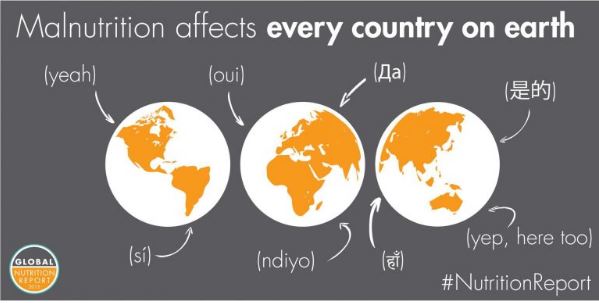 Malnutrition affects every country on earth
(yeah)
(oui)
(Да)
(是的)
(sí)
(ndiyo)
(हाँ)
(yep, here too)
GLOBAL
NUTRITION
REPORT
2015
#NutritionReport